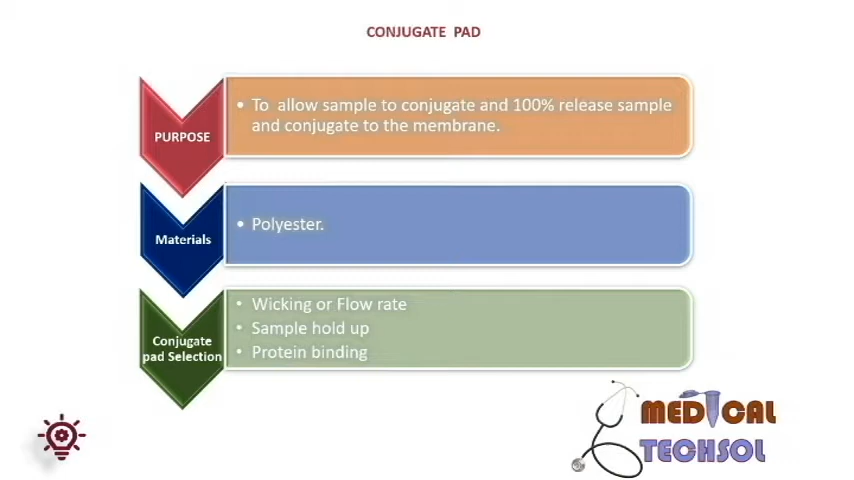 CONJUGATE PAD
PURPOSE
• To allow sample to conjugate and 100% release sample
and conjugate to the membrane.
Materials
• Polyester.
Conjugate
pad Selection
• Wicking or Flow rate
• Sample hold up
• Protein binding
MEDICAL
TECHSOL